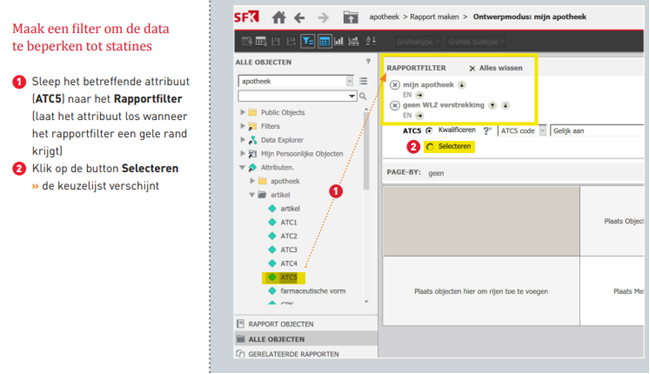 Maak een filter om de data
te beperken tot statines
1 Sleep het betreffende attribuut
(ATC5) naar het Rapportfilter
(laat het attribuut los wanneer
het rapportfilter een gele rand
krijgt)
2 Klik op de button Selecteren
» de keuzelijst verschijnt
SFK
apotheek > Rapport maken > Ontwerpmodus: mijn apotheek
Grafiektype
Grafiek Subtype
ALLE OBJECTEN ?
apotheek
Public Objects
Filters
Data Explorer
Mijn Persoonlijke Objecten
Attributen.
apotheek
artikel
artikel
ATC1
ATC2
ATC3
ATC4
ATC5
farmaceutische vorm
GPK
RAPPORT OBJECTEN
ALLE OBJECTEN
GERELATEERDE RAPPORTEN
1
RAPPORTFILTER Alles wissen
mijn apotheek
EN
geen WLZ verstrekking
EN
ATC5 Kwalificeren ATC5 code Gelijk aan
2 Selecteren
PAGE-BY: geen
Plaats Objec
Plaats objecten hier om rijen toe te voegen
Plaats Me